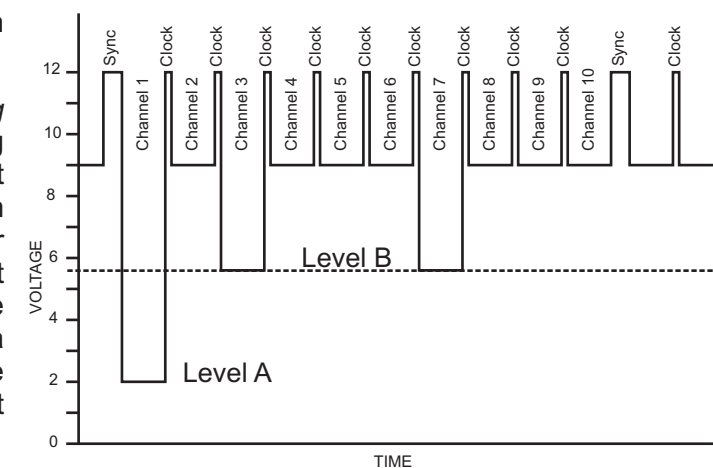 Sync
Channel 1
Clock
Channel 2
Clock
Channel 3
Clock
Channel 4
Clock
Channel 5
Clock
Channel 6
Clock
Channel 7
Clock
Channel 8
Clock
Channel 9
Clock
Channel 10
Sync
Clock
12
10
8
6
4
2
0
VOLTAGE
Level B
Level A
TIME